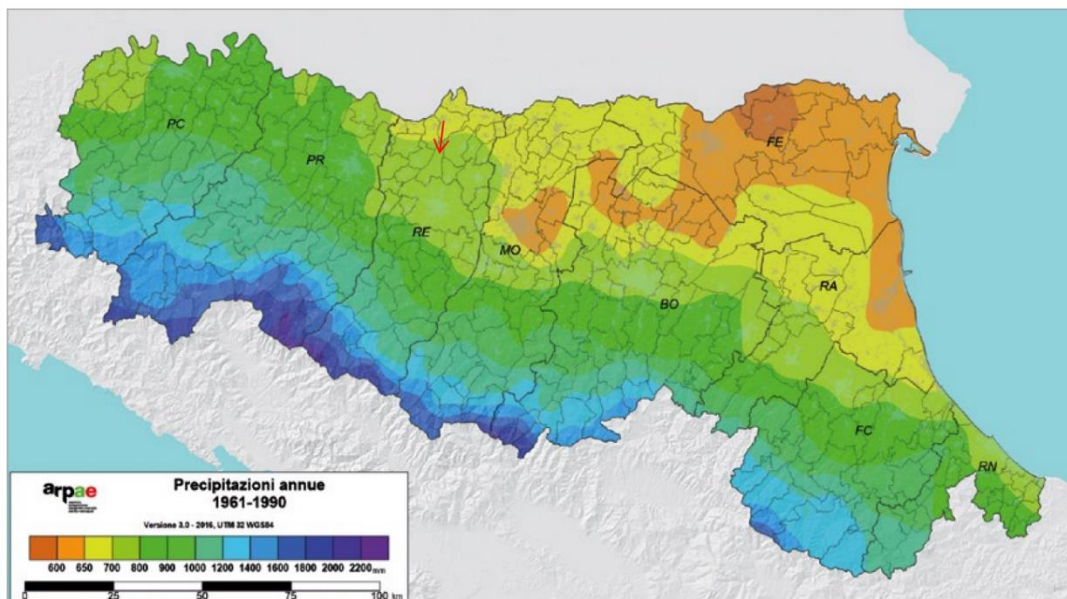 PC
PR
RE
MO
BO
FE
RA
FC
RN
arpae
Precipitazioni annue
1961-1990
Versione 3.0 - 2016, UTM 32 WGS84
600 650 700 800 900 1000 1200 1400 1600 1800 2000 2200mm
0 25 50 75 100 km